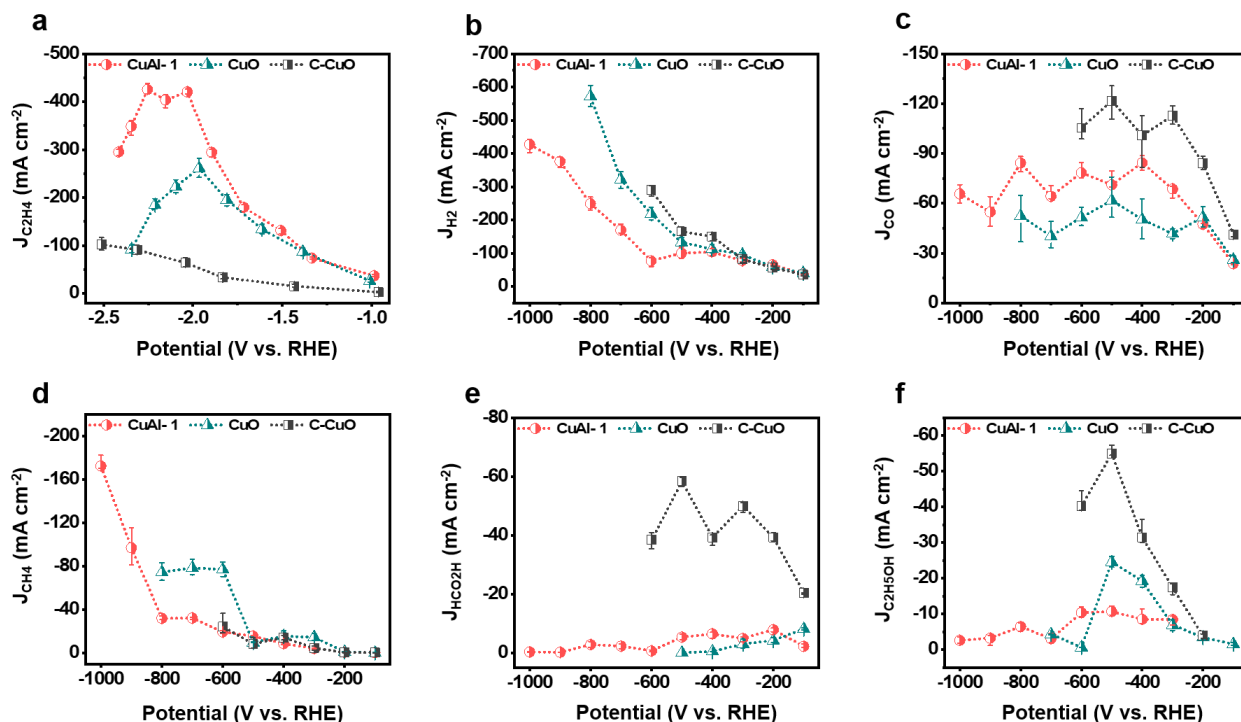 a
-500
-400
-300
-200
-100
0
J_C2H4 (mA cm⁻²)
CuAl- 1 CuO C-CuO
-2.5 -2.0 -1.5 -1.0
Potential (V vs. RHE)
b
-700
-600
-500
-400
-300
-200
-100
0
J_H2 (mA cm⁻²)
CuAl- 1 CuO C-CuO
-1000 -800 -600 -400 -200
Potential (V vs. RHE)
c
-150
-120
-90
-60
-30
0
J_CO (mA cm⁻²)
CuAl- 1 CuO C-CuO
-1000 -800 -600 -400 -200
Potential (V vs. RHE)
d
-200
-160
-120
-80
-40
0
J_CH4 (mA cm⁻²)
CuAl- 1 CuO C-CuO
-1000 -800 -600 -400 -200
Potential (V vs. RHE)
e
-80
-60
-40
-20
0
J_HCO2H (mA cm⁻²)
CuAl- 1 CuO C-CuO
-1000 -800 -600 -400 -200
Potential (V vs. RHE)
f
-60
-50
-40
-30
-20
-10
0
J_C2H5OH (mA cm⁻²)
CuAl- 1 CuO C-CuO
-1000 -800 -600 -400 -200
Potential (V vs. RHE)